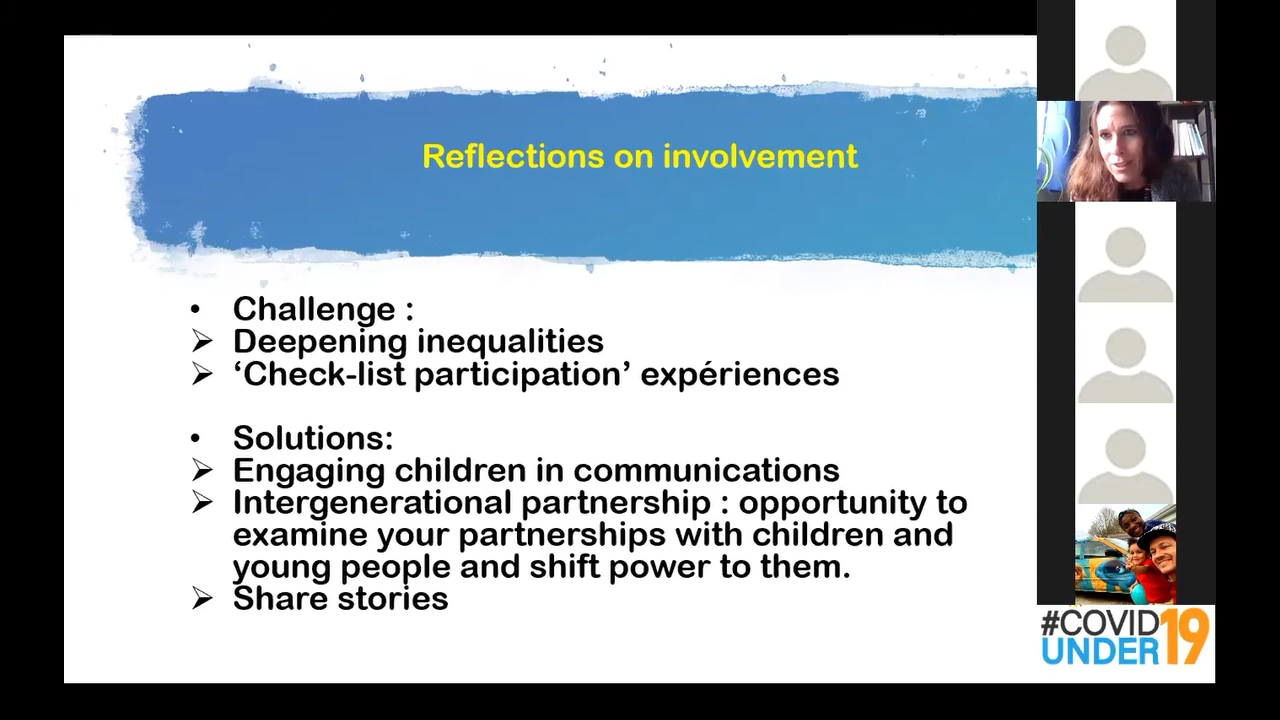 Reflections on involvement
• Challenge :
➢ Deepening inequalities
➢ ‘Check-list participation’ expériences
• Solutions:
➢ Engaging children in communications
➢ Intergenerational partnership : opportunity to
examine your partnerships with children and
young people and shift power to them.
➢ Share stories
#COVID
UNDER19